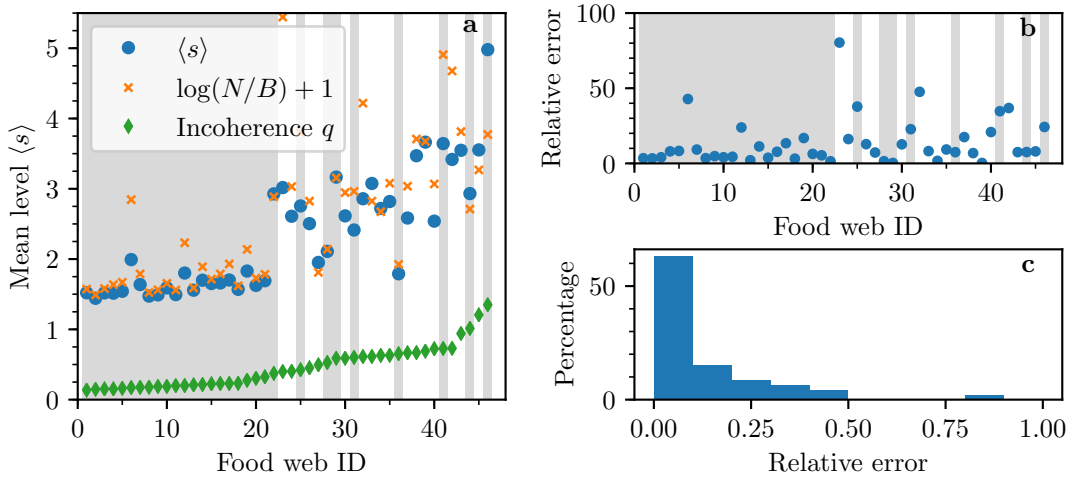 a
⟨s⟩
log(N/B) + 1
Incoherence q
Mean level ⟨s⟩
5
4
3
2
1
0
0 10 20 30 40
Food web ID
b
Relative error
100
50
0
0 10 20 30 40
Food web ID
c
Percentage
50
0
0.00 0.25 0.50 0.75 1.00
Relative error